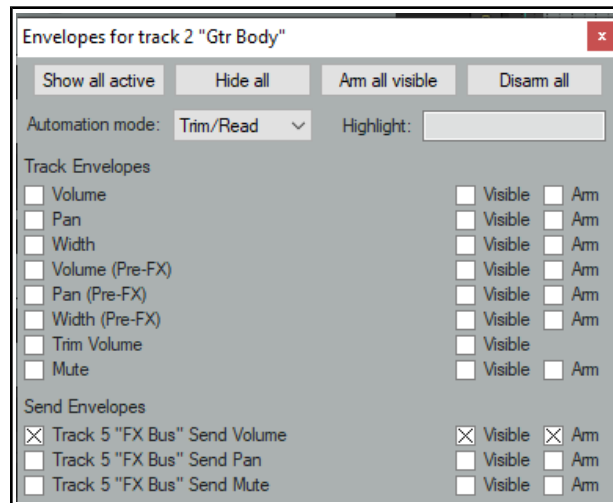 Envelopes for track 2 "Gtr Body" x
Show all active Hide all Arm all visible Disarm all
Automation mode: Trim/Read Highlight:
Track Envelopes
Volume Visible Arm
Pan Visible Arm
Width Visible Arm
Volume (Pre-FX) Visible Arm
Pan (Pre-FX) Visible Arm
Width (Pre-FX) Visible Arm
Trim Volume Visible
Mute Visible Arm
Send Envelopes
Track 5 "FX Bus" Send Volume Visible Arm
Track 5 "FX Bus" Send Pan Visible Arm
Track 5 "FX Bus" Send Mute Visible Arm